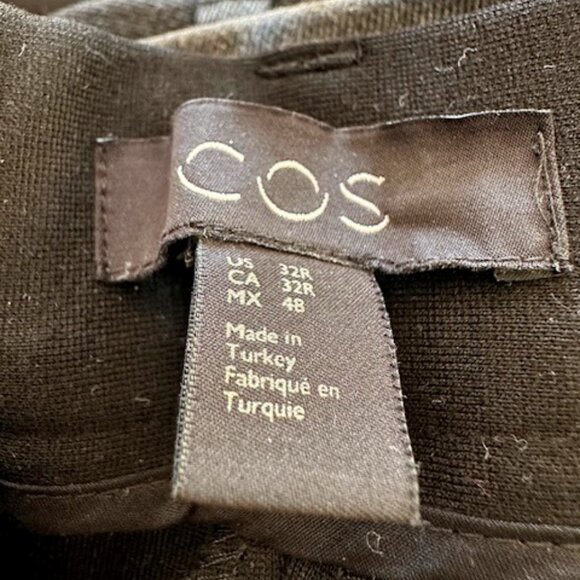 COS
US 32R
CA 32R
MX 48
Made in
Turkey
Fabriqué en
Turquie